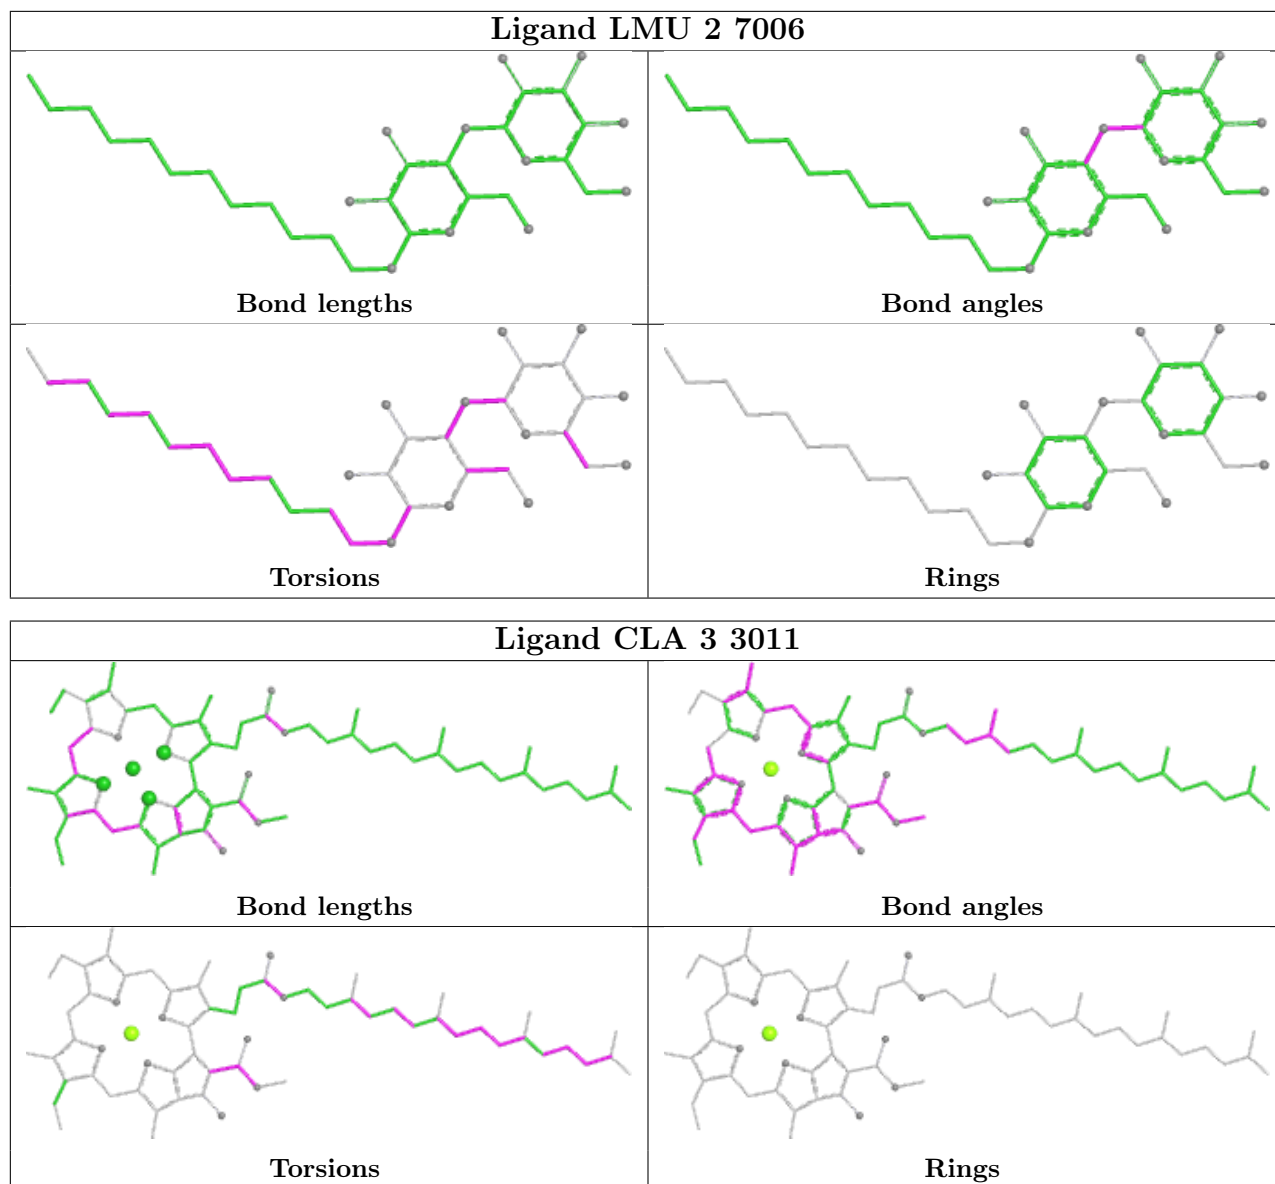 Ligand LMU 2 7006
Bond lengths
Bond angles
Torsions
Rings
Ligand CLA 3 3011
Bond lengths
Bond angles
Torsions
Rings